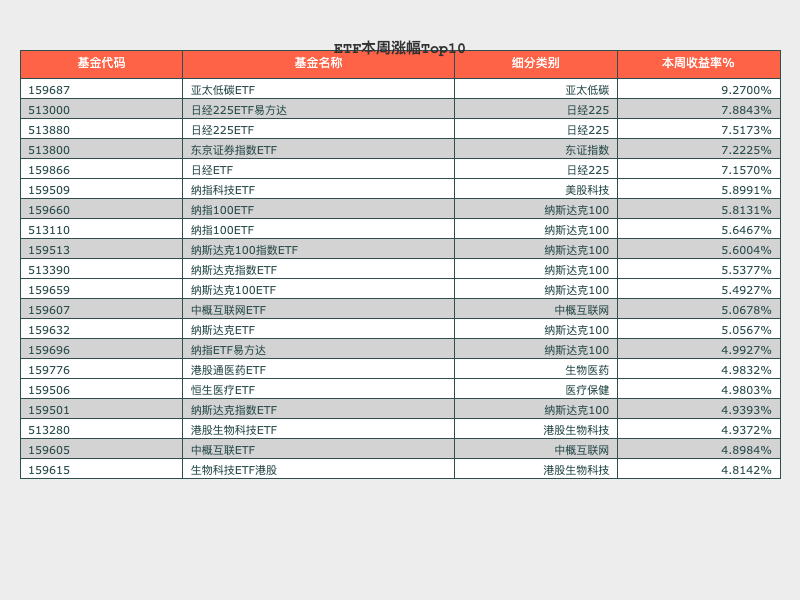 ETF本周涨幅Top10
基金代码 基金名称 细分类别 本周收益率%
159687 亚太低碳ETF 亚太低碳 9.2700%
513000 日经225ETF易方达 日经225 7.8843%
513880 日经225ETF 日经225 7.5173%
513800 东京证券指数ETF 东证指数 7.2225%
159866 日经ETF 日经225 7.1570%
159509 纳指科技ETF 美股科技 5.8991%
159660 纳指100ETF 纳斯达克100 5.8131%
513110 纳指100ETF 纳斯达克100 5.6467%
159513 纳斯达克100指数ETF 纳斯达克100 5.6004%
513390 纳斯达克指数ETF 纳斯达克100 5.5377%
159659 纳斯达克100ETF 纳斯达克100 5.4927%
159607 中概互联网ETF 中概互联网 5.0678%
159632 纳斯达克ETF 纳斯达克100 5.0567%
159696 纳指ETF易方达 纳斯达克100 4.9927%
159776 港股通医药ETF 生物医药 4.9832%
159506 恒生医疗ETF 医疗保健 4.9803%
159501 纳斯达克指数ETF 纳斯达克100 4.9393%
513280 港股生物科技ETF 港股生物科技 4.9372%
159605 中概互联ETF 中概互联网 4.8984%
159615 生物科技ETF港股 港股生物科技 4.8142%